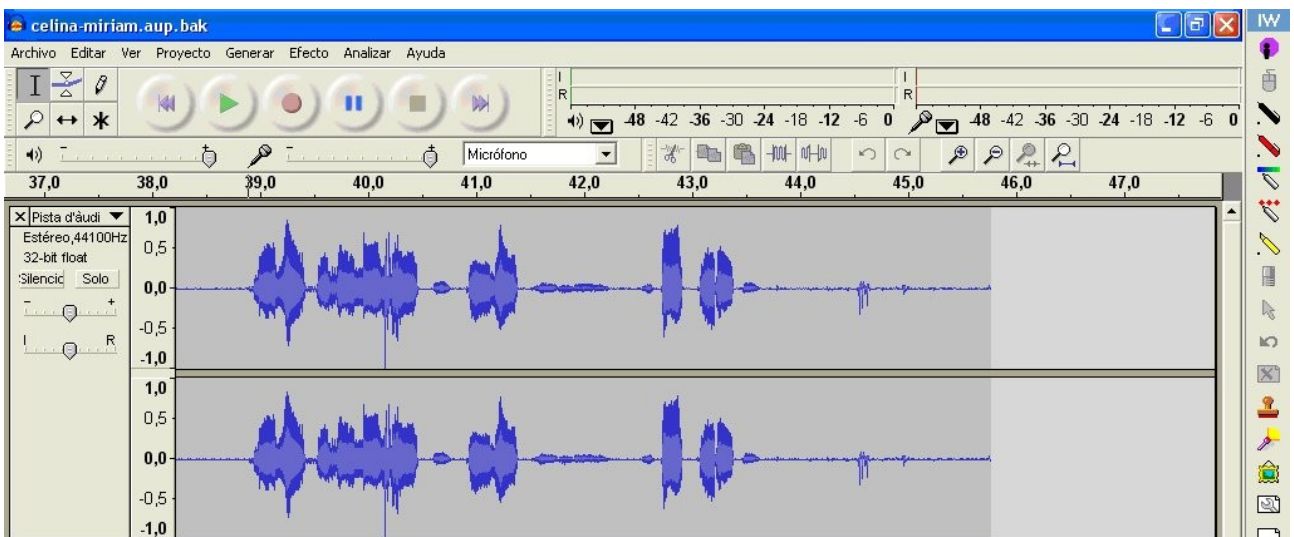 celina-miriam.aup.bak
IW
Archivo Editar Ver Proyecto Generar Efecto Analizar Ayuda
I
R
-48 -42 -36 -30 -24 -18 -12 -6 0
I
R
-48 -42 -36 -30 -24 -18 -12 -6 0
Micrófono
37,0 38,0 39,0 40,0 41,0 42,0 43,0 44,0 45,0 46,0 47,0
Pista d'àudi
Estéreo,44100Hz
32-bit float
Silencic Solo
- +
I R
1,0
0,5
0,0
-0,5
-1,0
1,0
0,5
0,0
-0,5
-1,0